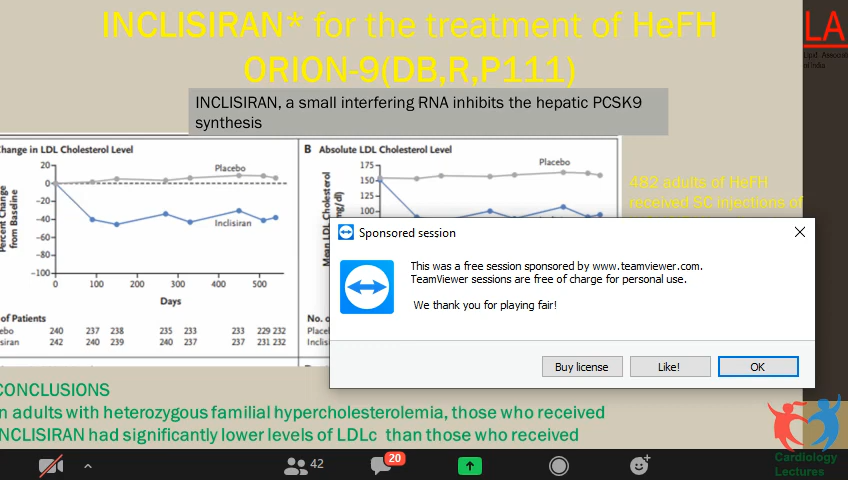 INCLISIRAN* for the treatment of HeFH
ORION-9(DB,R,P111)
LA
Lipid Associa
of India
INCLISIRAN, a small interfering RNA inhibits the hepatic PCSK9
synthesis
hange in LDL Cholesterol Level
20
0
-20
-40
-60
-80
-100
Percent Change
from Baseline
Placebo
Inclisiran
0 100 200 300 400 500
Days
B Absolute LDL Cholesterol Level
175
150
125
100
Mean LDL Cholesterol
mg/dl)
Placebo
482 adults of HeFH
received SC injections of
of Patients
ebo 240 237 238 235 233 233 229 232
siran 242 240 239 240 237 237 231 232
No. o
Place
Inclis
Sponsored session
This was a free session sponsored by www.teamviewer.com.
TeamViewer sessions are free of charge for personal use.
We thank you for playing fair!
Buy license
Like!
OK
CONCLUSIONS
n adults with heterozygous familial hypercholesterolemia, those who received
NCLISIRAN had significantly lower levels of LDLc than those who received
42
20
Cardiology
Lectures